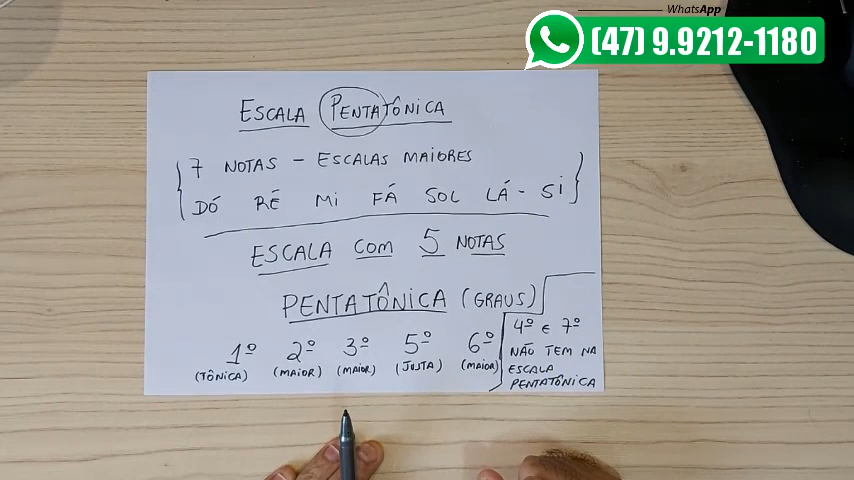 WhatsApp
(47) 9.9212-1180
ESCALA PENTATÔNICA
7 NOTAS - ESCALAS MAIORES
DÓ RÉ MI FÁ SOL LÁ - SI
ESCALA COM 5 NOTAS
PENTATÔNICA (GRAUS)
1º 2º 3º 5º 6º
(TÔNICA) (MAIOR) (MAIOR) (JUSTA) (MAIOR)
4º E 7º
NÃO TEM NA
ESCALA
PENTATÔNICA